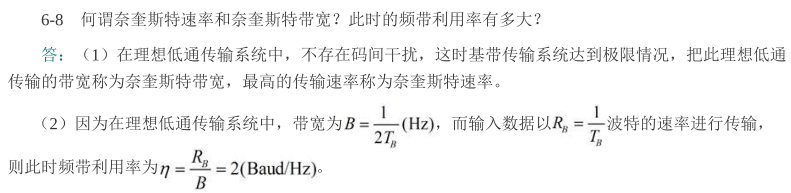 6-8 何谓奈奎斯特速率和奈奎斯特带宽？此时的频带利用率有多大？
答：（1）在理想低通传输系统中，不存在码间干扰，这时基带传输系统达到极限情况，把此理想低通
传输的带宽称为奈奎斯特带宽，最高的传输速率称为奈奎斯特速率。
（2）因为在理想低通传输系统中，带宽为 B = 1/(2T_B) (Hz)，而输入数据以 R_B = 1/T_B 波特的速率进行传输，
则此时频带利用率为 η = R_B/B = 2(Baud/Hz)。